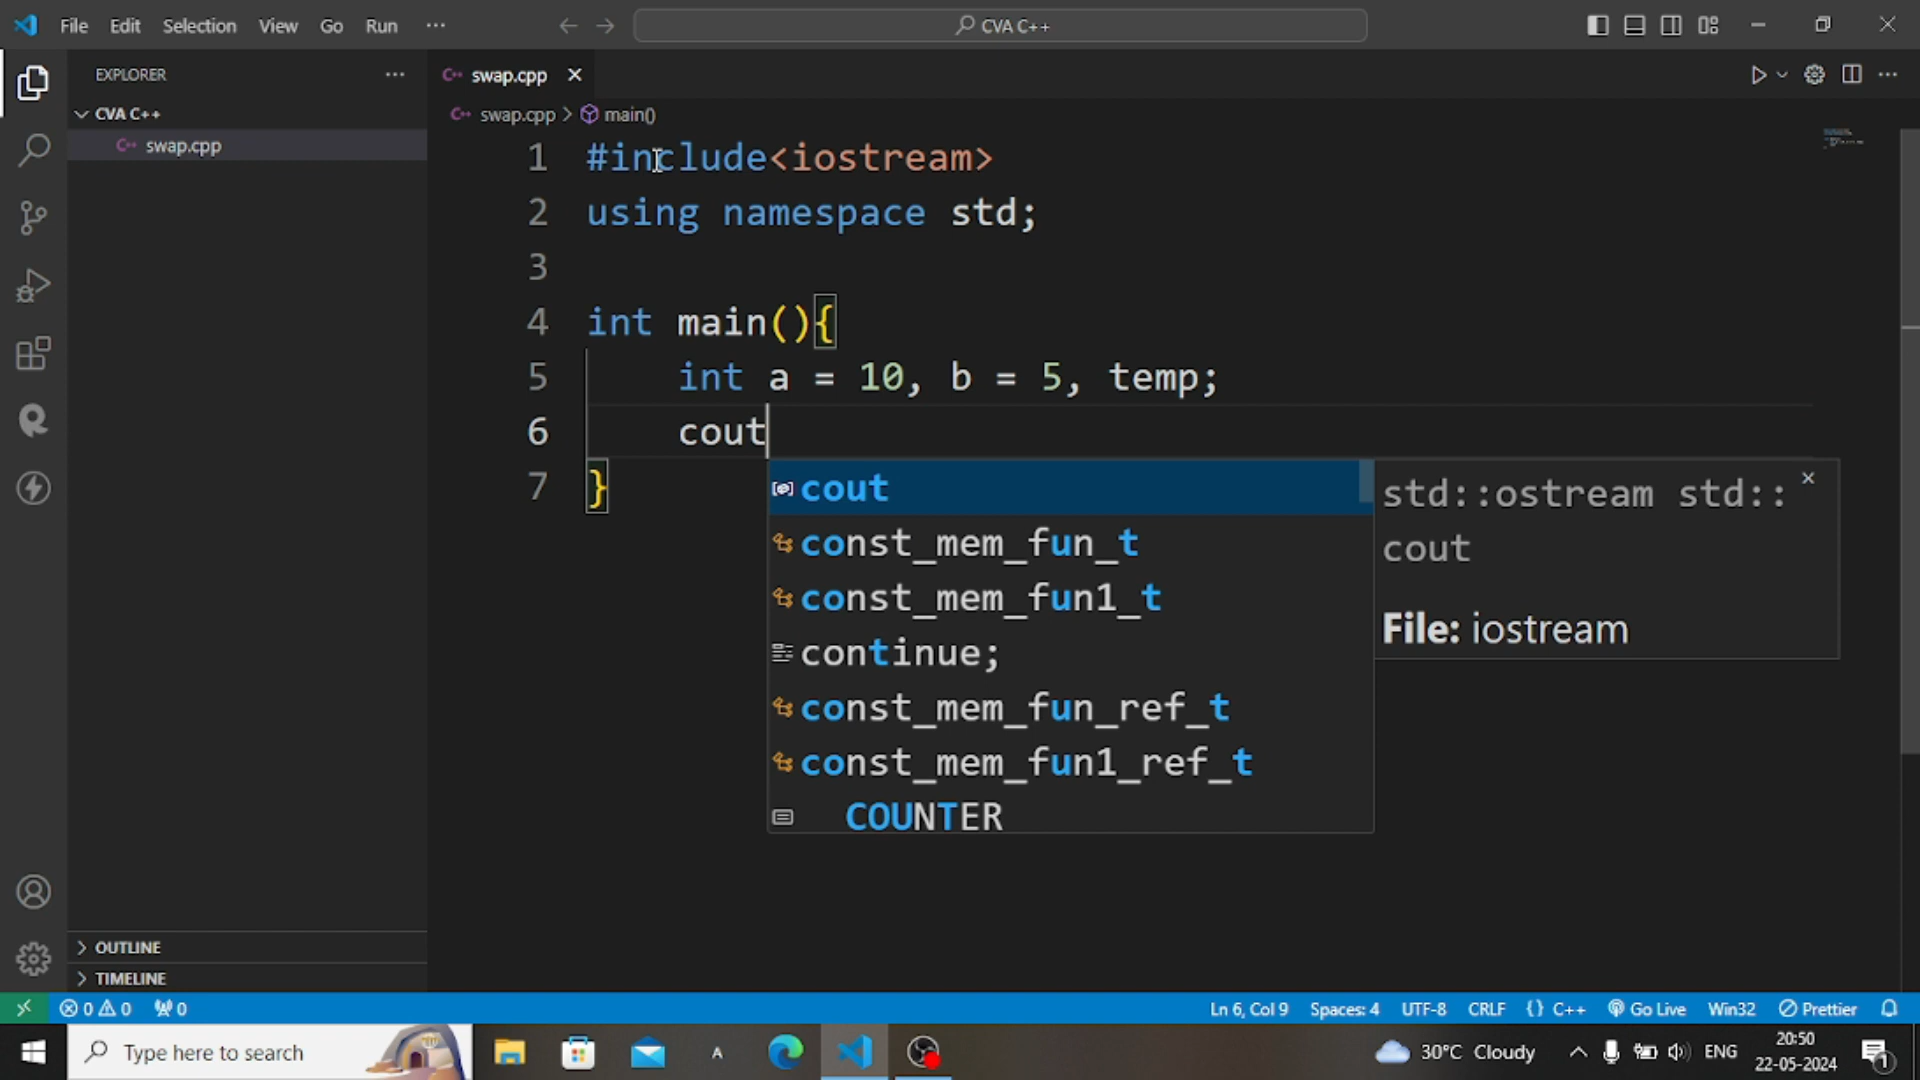 File Edit Selection View Go Run ...
CVA C++
EXPLORER ...
swap.cpp
CVA C++
swap.cpp > main()
swap.cpp
1 #include<iostream>
2 using namespace std;
3
4 int main(){
5 int a = 10, b = 5, temp;
6 cout
7 }
cout
const_mem_fun_t
const_mem_fun1_t
continue;
const_mem_fun_ref_t
const_mem_fun1_ref_t
COUNTER
std::ostream std::
cout
File: iostream
OUTLINE
TIMELINE
0 0 0 Ln 6, Col 9 Spaces: 4 UTF-8 CRLF {} C++ Go Live Win32 Prettier
Type here to search
A
30°C Cloudy
ENG
20:50
22-05-2024
1